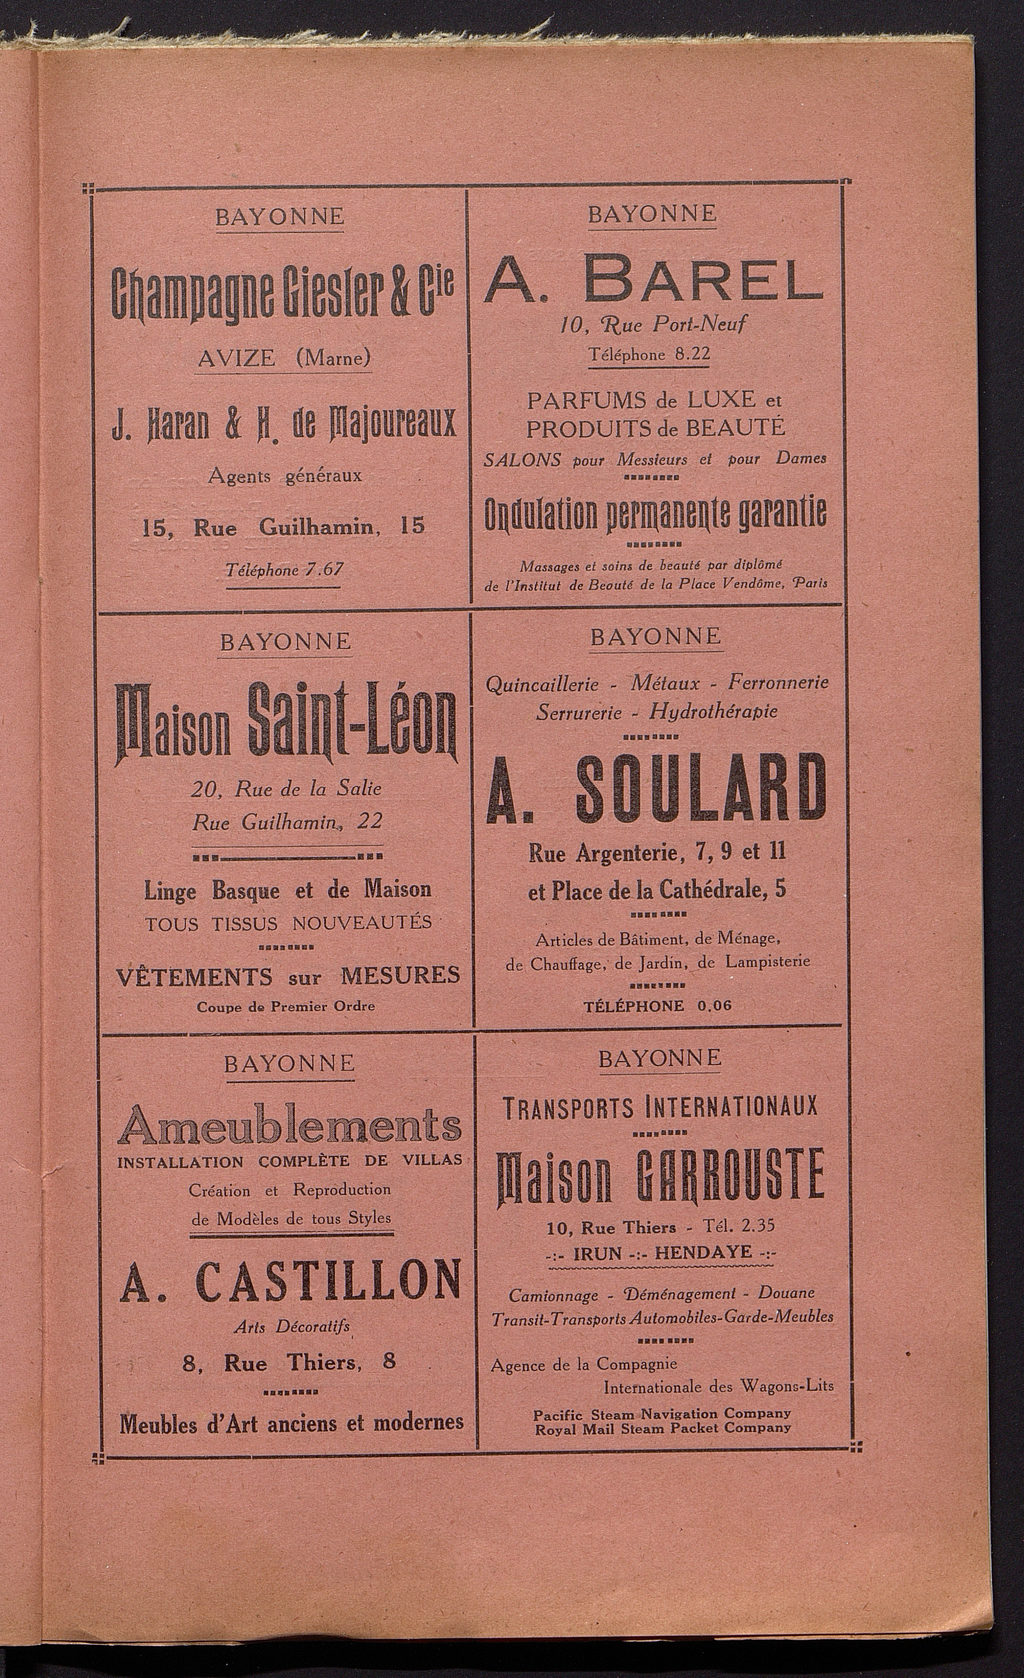 BAYONNE
Champagne Giesler & Cie
AVIZE (Marne)
J. Haran & H. de Majoureaux
Agents généraux
15, Rue Guilhamin, 15
Téléphone 7.67
BAYONNE
A. BAREL
10, Rue Port-Neuf
Téléphone 8.22
PARFUMS de LUXE et
PRODUITS de BEAUTÉ
SALONS pour Messieurs et pour Dames
Ondulation permanente garantie
Massages et soins de beauté par diplômé
de l'Institut de Beouté de la Place Vendôme, Paris
BAYONNE
Maison Saint-Léon
20, Rue de la Salie
Rue Guilhamin, 22
Linge Basque et de Maison
TOUS TISSUS NOUVEAUTÉS
VÊTEMENTS sur MESURES
Coupe de Premier Ordre
BAYONNE
Quincaillerie - Métaux - Ferronnerie
Serrurerie - Hydrothérapie
A. SOULARD
Rue Argenterie, 7, 9 et 11
et Place de la Cathédrale, 5
Articles de Bâtiment, de Ménage,
de Chauffage, de Jardin, de Lampisterie
TÉLÉPHONE 0.06
BAYONNE
Ameublements
INSTALLATION COMPLÈTE DE VILLAS
Création et Reproduction
de Modèles de tous Styles
A. CASTILLON
Arts Décoratifs
8, Rue Thiers, 8
Meubles d'Art anciens et modernes
BAYONNE
TRANSPORTS INTERNATIONAUX
Maison GARROUSTE
10, Rue Thiers - Tél. 2.35
-:- IRUN -:- HENDAYE -:-
Camionnage - Déménagement - Douane
Transit-Transports Automobiles-Garde-Meubles
Agence de la Compagnie
Internationale des Wagons-Lits
Pacific Steam Navigation Company
Royal Mail Steam Packet Company